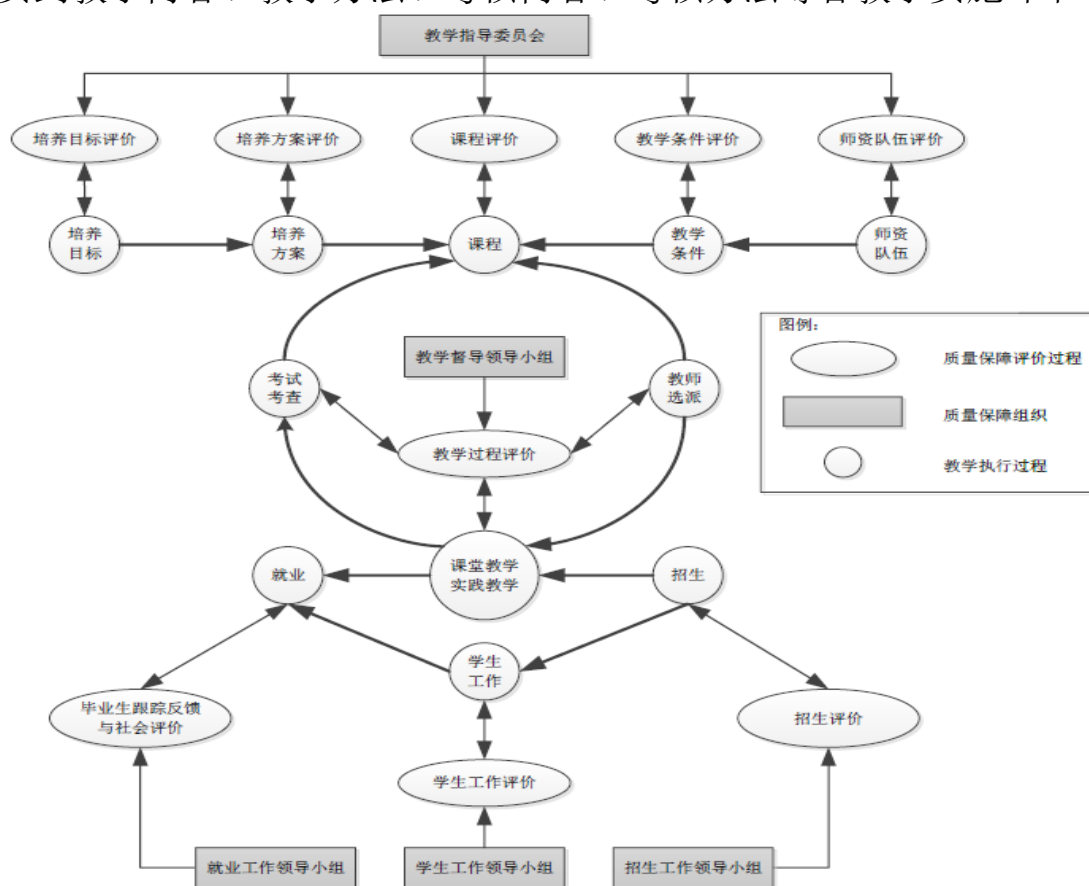 教学指导委员会
培养目标评价
培养方案评价
课程评价
教学条件评价
师资队伍评价
培养
目标
培养
方案
课程
教学
条件
师资
队伍
图例：
质量保障评价过程
质量保障组织
教学执行过程
教学督导领导小组
考试
考查
教师
选派
教学过程评价
课堂教学
实践教学
就业
招生
学生
工作
毕业生跟踪反馈
与社会评价
招生评价
学生工作评价
就业工作领导小组
学生工作领导小组
招生工作领导小组